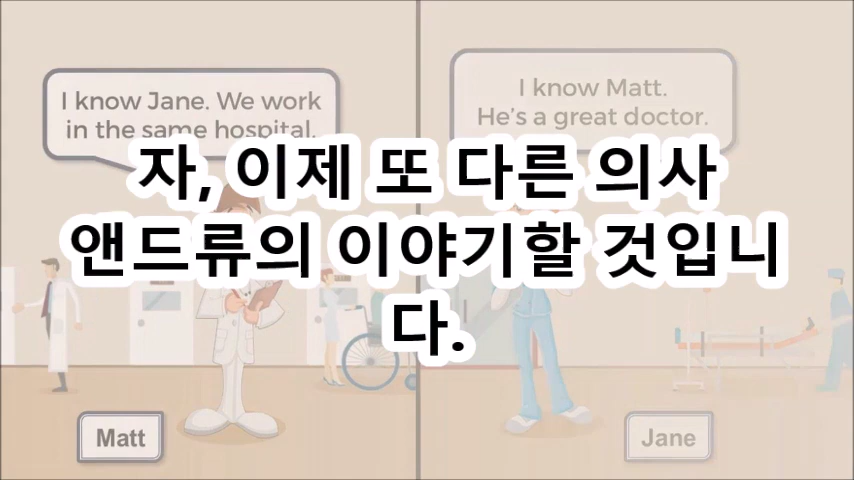 I know Jane. We work
in the same hospital.
I know Matt.
He's a great doctor.
자, 이제 또 다른 의사
앤드류의 이야기할 것입니
다.
Matt
Jane